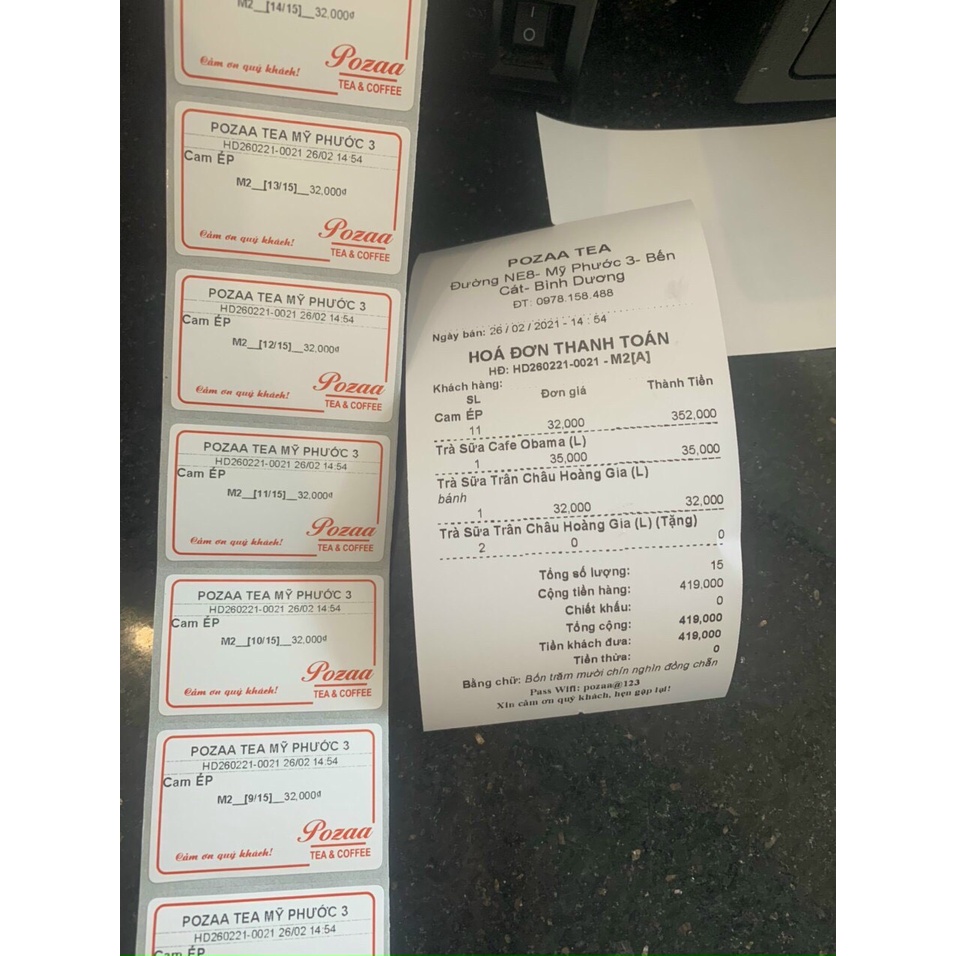 M2__[14/15]__32,000đ
Cảm ơn quý khách!
Pozaa
TEA & COFFEE
POZAA TEA MỸ PHƯỚC 3
HD260221-0021 26/02 14:54
Cam ÉP
M2__[13/15]__32,000đ
Cảm ơn quý khách!
Pozaa
TEA & COFFEE
POZAA TEA MỸ PHƯỚC 3
HD260221-0021 26/02 14:54
Cam ÉP
M2__[12/15]__32,000đ
Cảm ơn quý khách!
Pozaa
TEA & COFFEE
POZAA TEA MỸ PHƯỚC 3
HD260221-0021 26/02 14:54
Cam ÉP
M2__[11/15]__32,000đ
Cảm ơn quý khách!
Pozaa
TEA & COFFEE
POZAA TEA MỸ PHƯỚC 3
HD260221-0021 26/02 14:54
Cam ÉP
M2__[10/15]__32,000đ
Cảm ơn quý khách!
Pozaa
TEA & COFFEE
POZAA TEA MỸ PHƯỚC 3
HD260221-0021 26/02 14:54
Cam ÉP
M2__[9/15]__32,000đ
Cảm ơn quý khách!
Pozaa
TEA & COFFEE
POZAA TEA MỸ PHƯỚC 3
HD260221-0021 26/02 14:54
Cam ÉP
POZAA TEA
Đường NE8- Mỹ Phước 3- Bến
Cát- Bình Dương
ĐT: 0978.158.488
Ngày bán: 26 / 02 / 2021 - 14 : 54
HOÁ ĐƠN THANH TOÁN
HĐ: HD260221-0021 - M2[A]
Khách hàng:
SL Đơn giá Thành Tiền
Cam ÉP
11 32,000 352,000
Trà Sữa Cafe Obama (L)
1 35,000 35,000
Trà Sữa Trân Châu Hoàng Gia (L)
bánh
1 32,000 32,000
Trà Sữa Trân Châu Hoàng Gia (L) (Tặng)
2 0 0
Tổng số lượng: 15
Cộng tiền hàng: 419,000
Chiết khấu: 0
Tổng cộng: 419,000
Tiền khách đưa: 419,000
Tiền thừa: 0
Bằng chữ: Bốn trăm mười chín nghìn đồng chẵn
Pass Wifi: pozaa@123
Xin cảm ơn quý khách, hẹn gặp lại!